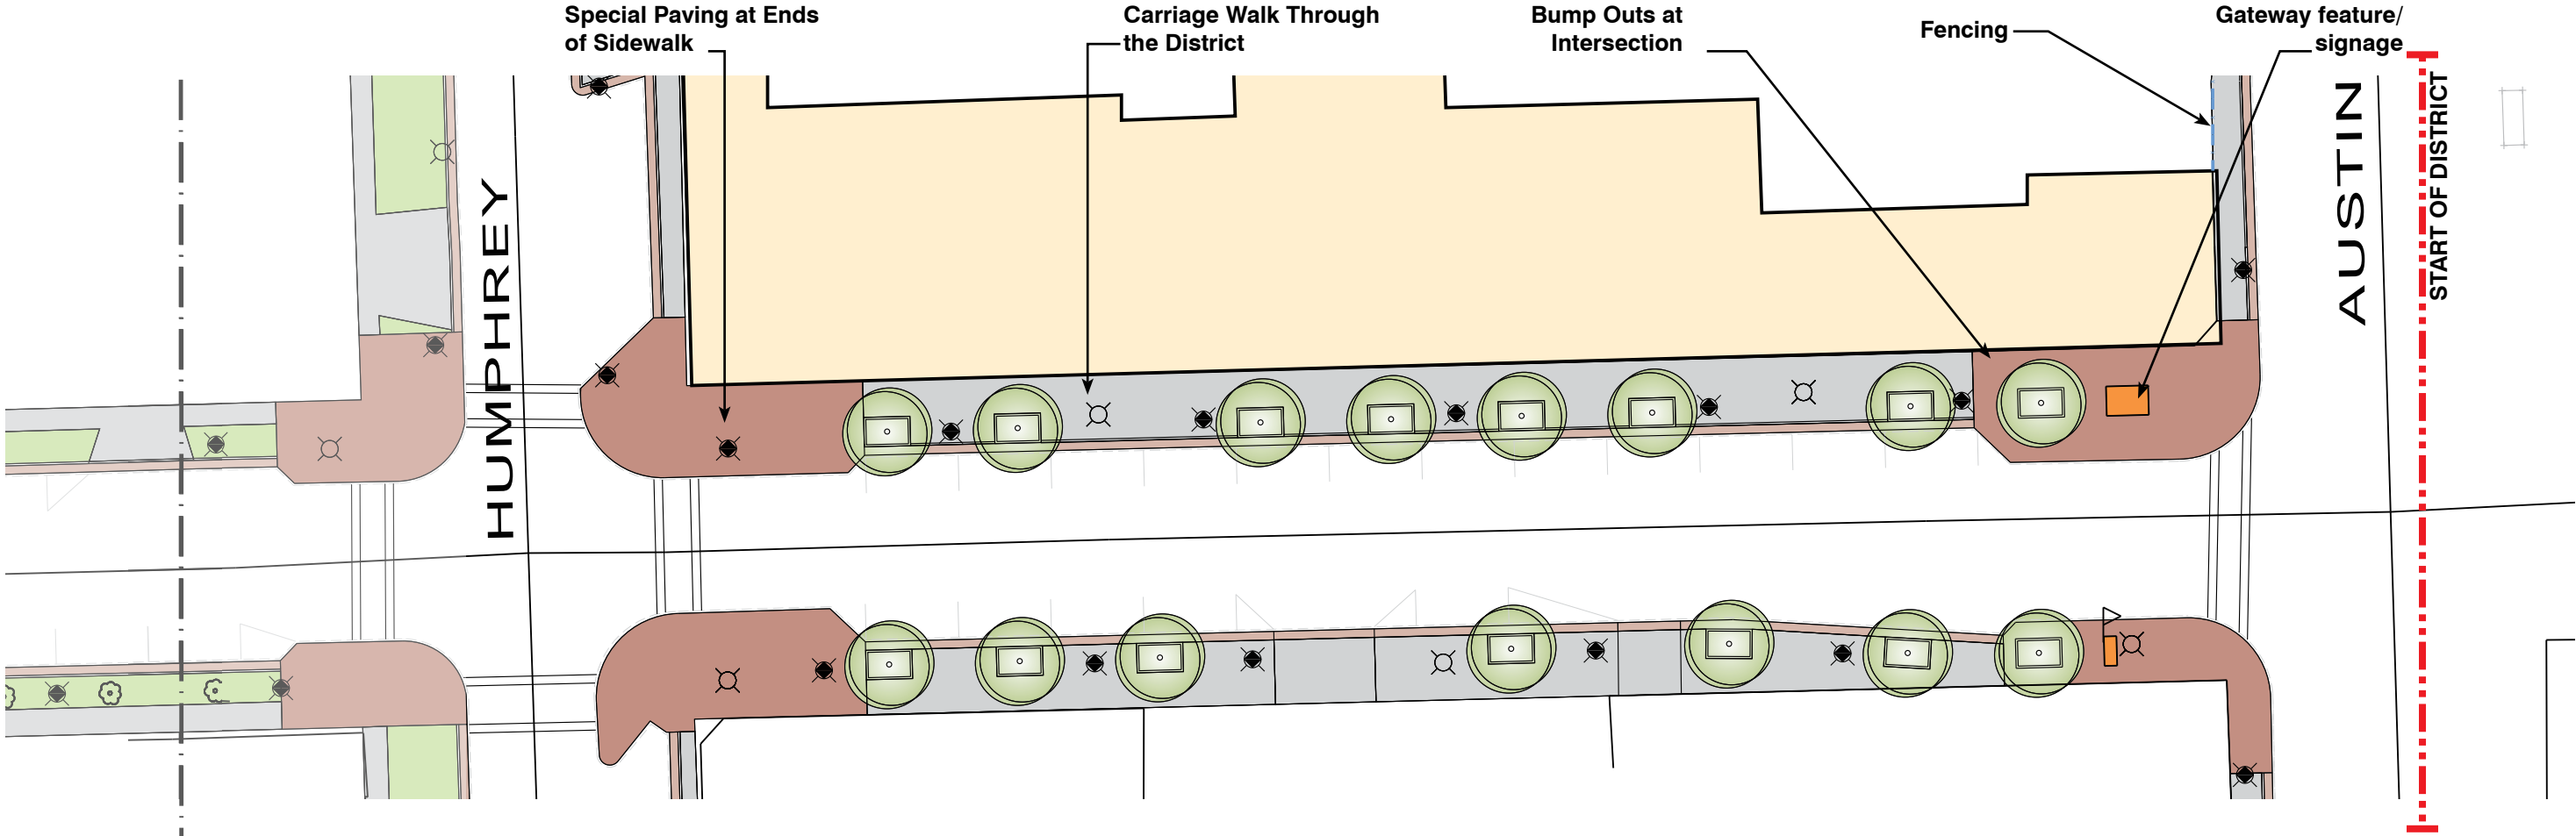 Special Paving at Ends
of Sidewalk
Carriage Walk Through
the District
Bump Outs at
Intersection
Fencing
Gateway feature/
signage
HUMPHREY
AUSTIN
START OF DISTRICT